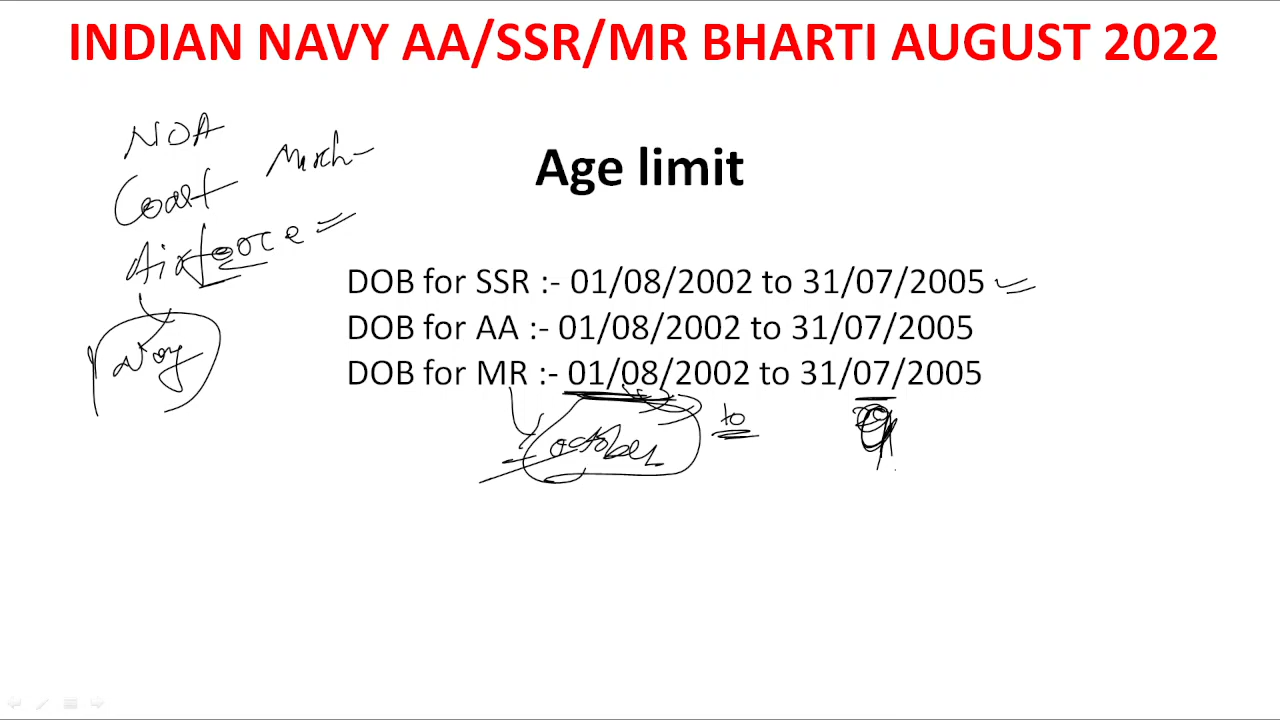 INDIAN NAVY AA/SSR/MR BHARTI AUGUST 2022
NDA
Coast
Airforce
Navy
Age limit
DOB for SSR :- 01/08/2002 to 31/07/2005
DOB for AA :- 01/08/2002 to 31/07/2005
DOB for MR :- 01/08/2002 to 31/07/2005
october to